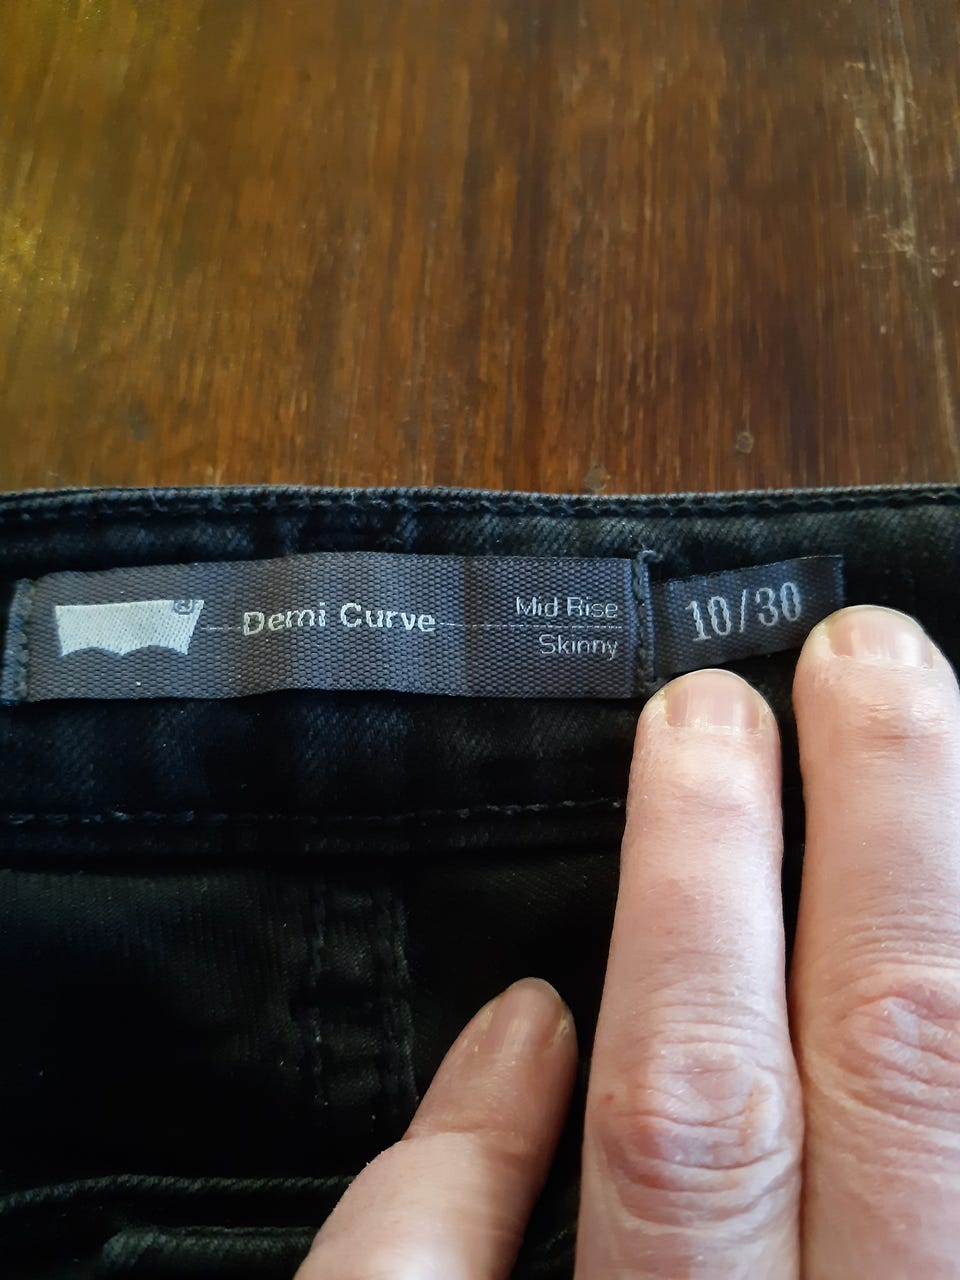 Demi Curve
Mid Rise
Skinny
10/30
®